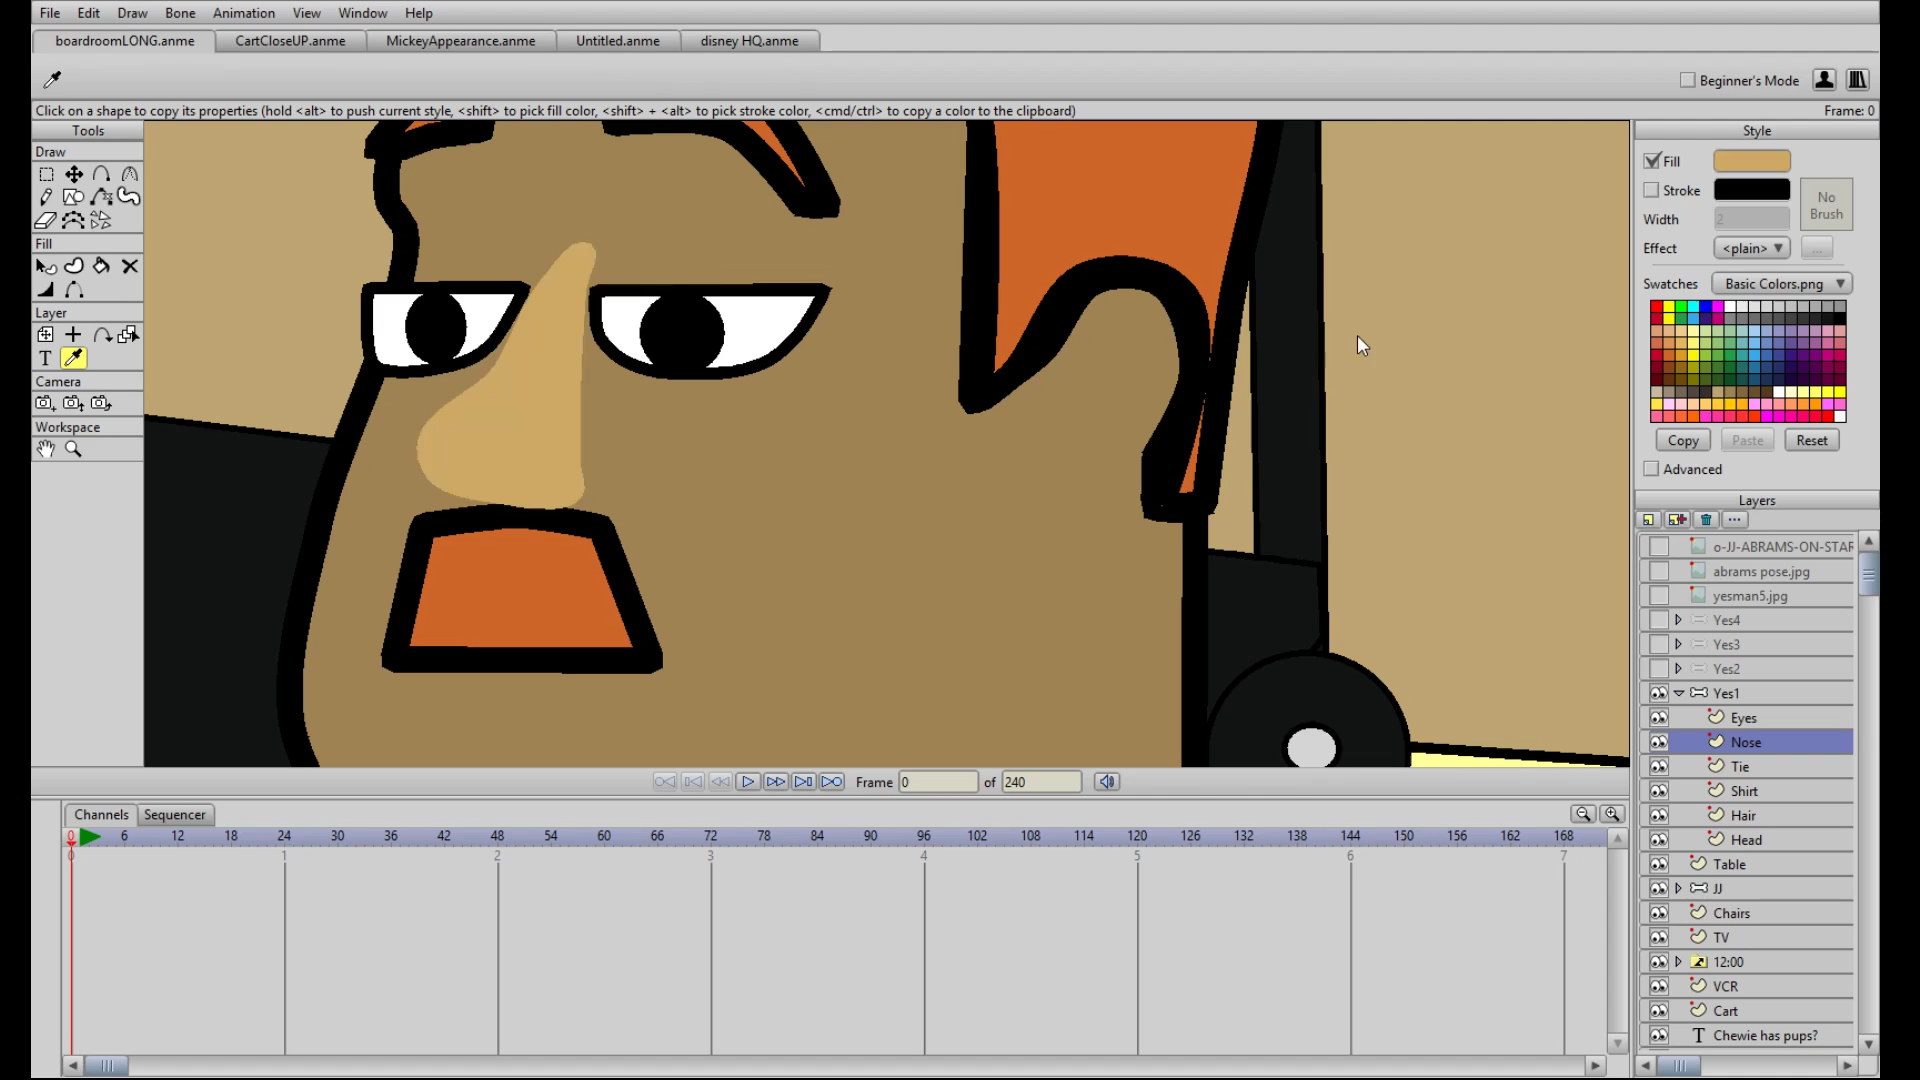 File Edit Draw Bone Animation View Window Help
boardroomLONG.anme CartCloseUP.anme MickeyAppearance.anme Untitled.anme disney HQ.anme
Beginner's Mode
Click on a shape to copy its properties (hold <alt> to push current style, <shift> to pick fill color, <shift> + <alt> to pick stroke color, <cmd/ctrl> to copy a color to the clipboard) Frame: 0
Tools
Draw
Fill
Layer
T
Camera
Workspace
Style
Fill
Stroke
No Brush
Width 2
Effect <plain> ...
Swatches Basic Colors.png
Copy Paste Reset
Advanced
Layers
o-JJ-ABRAMS-ON-STAR
abrams pose.jpg
yesman5.jpg
Yes4
Yes3
Yes2
Yes1
Eyes
Nose
Tie
Shirt
Hair
Head
Table
JJ
Chairs
TV
12:00
VCR
Cart
T Chewie has pups?
Frame 0 of 240
Channels Sequencer
0 6 12 18 24 30 36 42 48 54 60 66 72 78 84 90 96 102 108 114 120 126 132 138 144 150 156 162 168
0 1 2 3 4 5 6 7